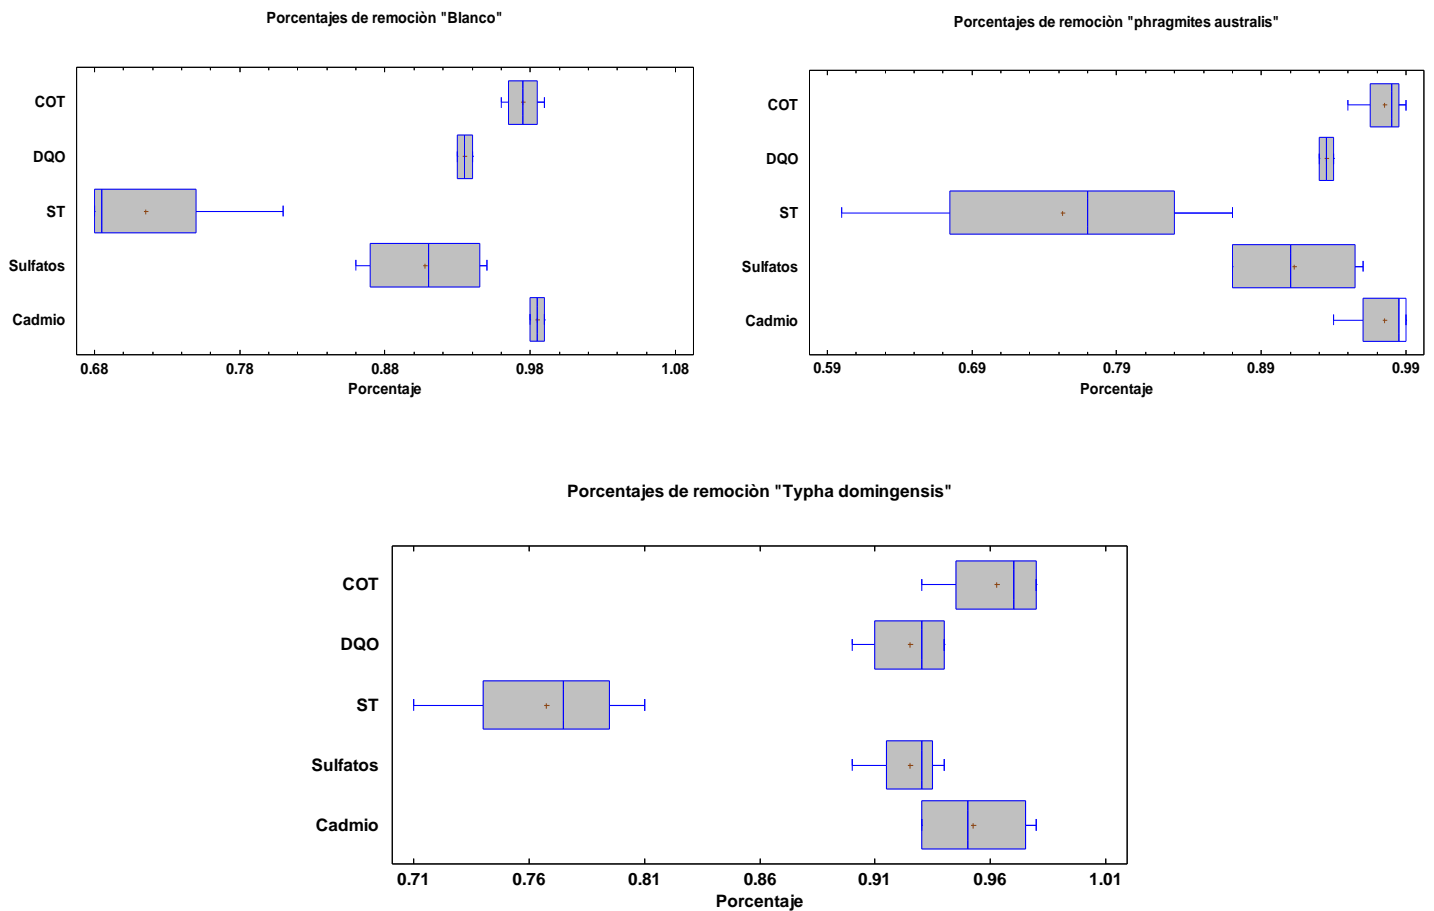 Porcentajes de remociòn "Blanco"
COT
DQO
ST
Sulfatos
Cadmio
0.68 0.78 0.88 0.98 1.08
Porcentaje
Porcentajes de remociòn "phragmites australis"
COT
DQO
ST
Sulfatos
Cadmio
0.59 0.69 0.79 0.89 0.99
Porcentaje
Porcentajes de remociòn "Typha domingensis"
COT
DQO
ST
Sulfatos
Cadmio
0.71 0.76 0.81 0.86 0.91 0.96 1.01
Porcentaje